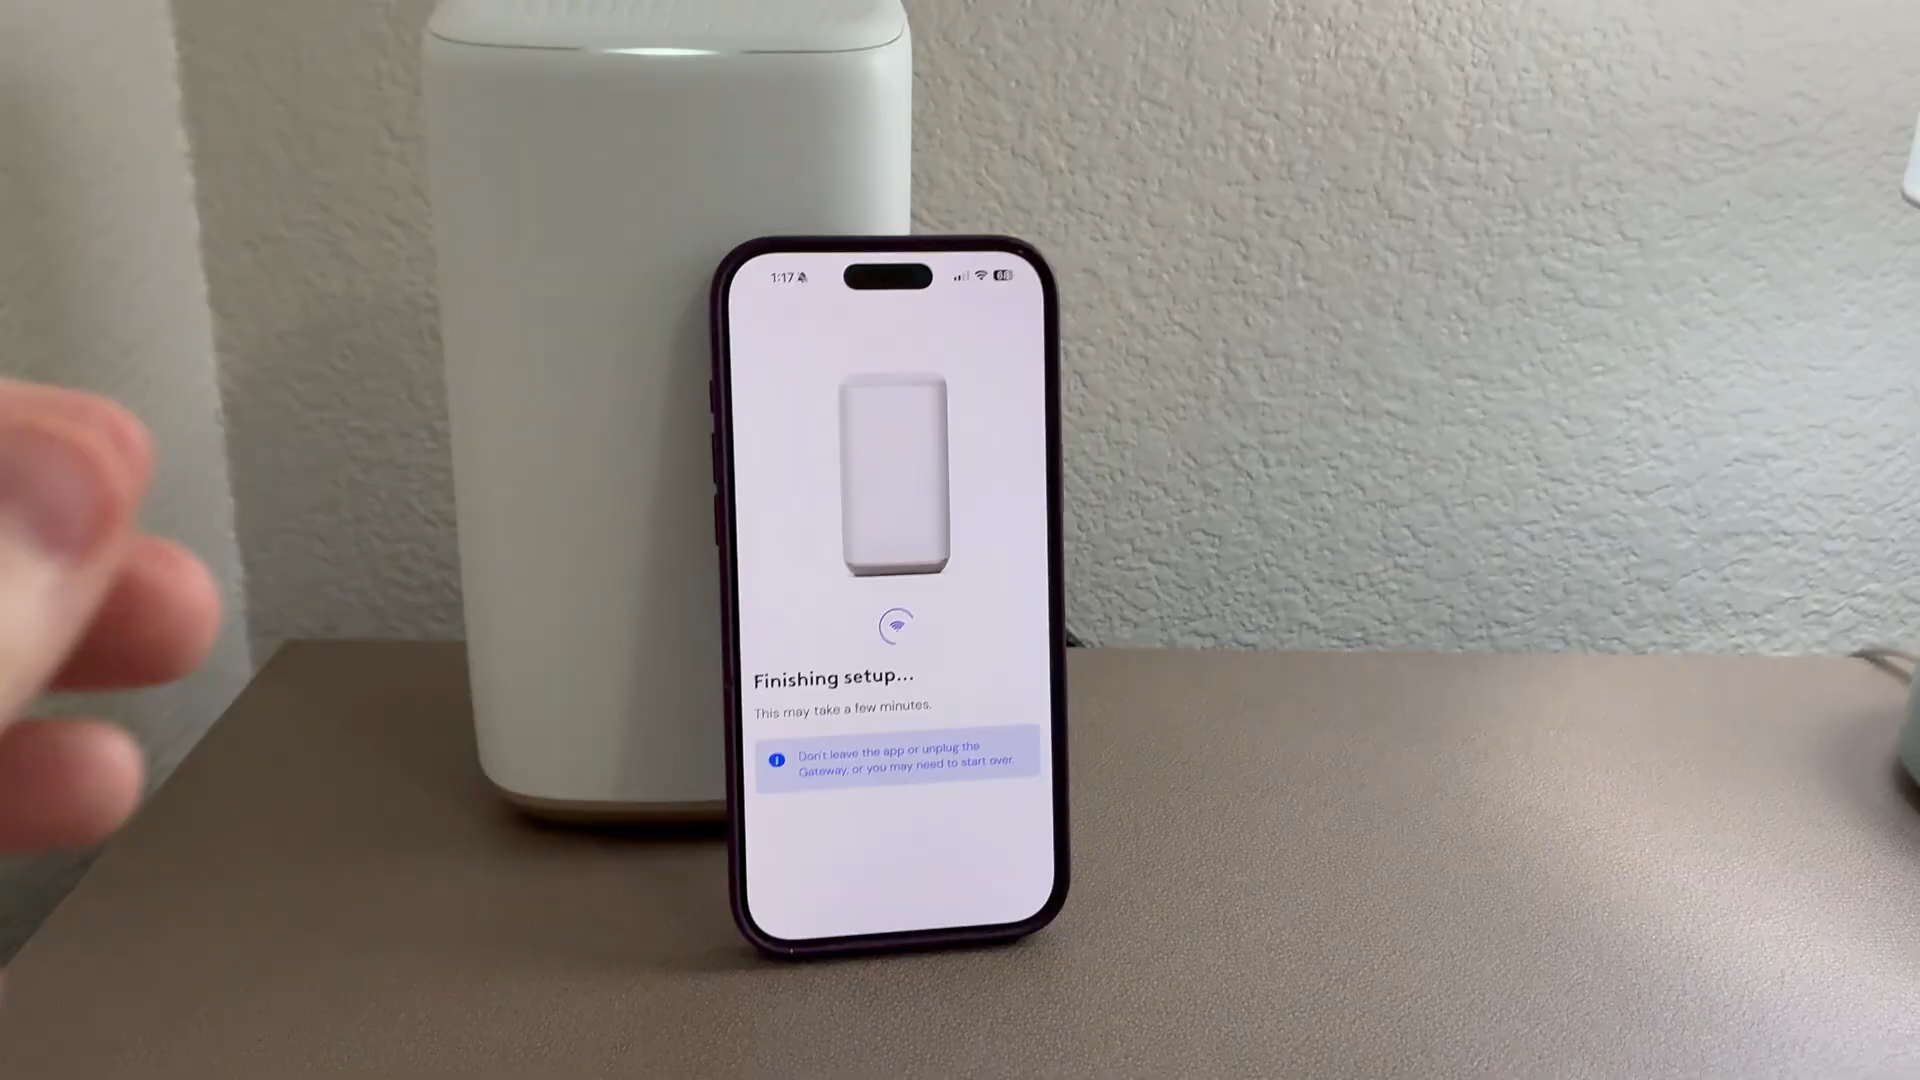 1:17
68
Finishing setup...
This may take a few minutes.
Don't leave the app or unplug the
Gateway, or you may need to start over.